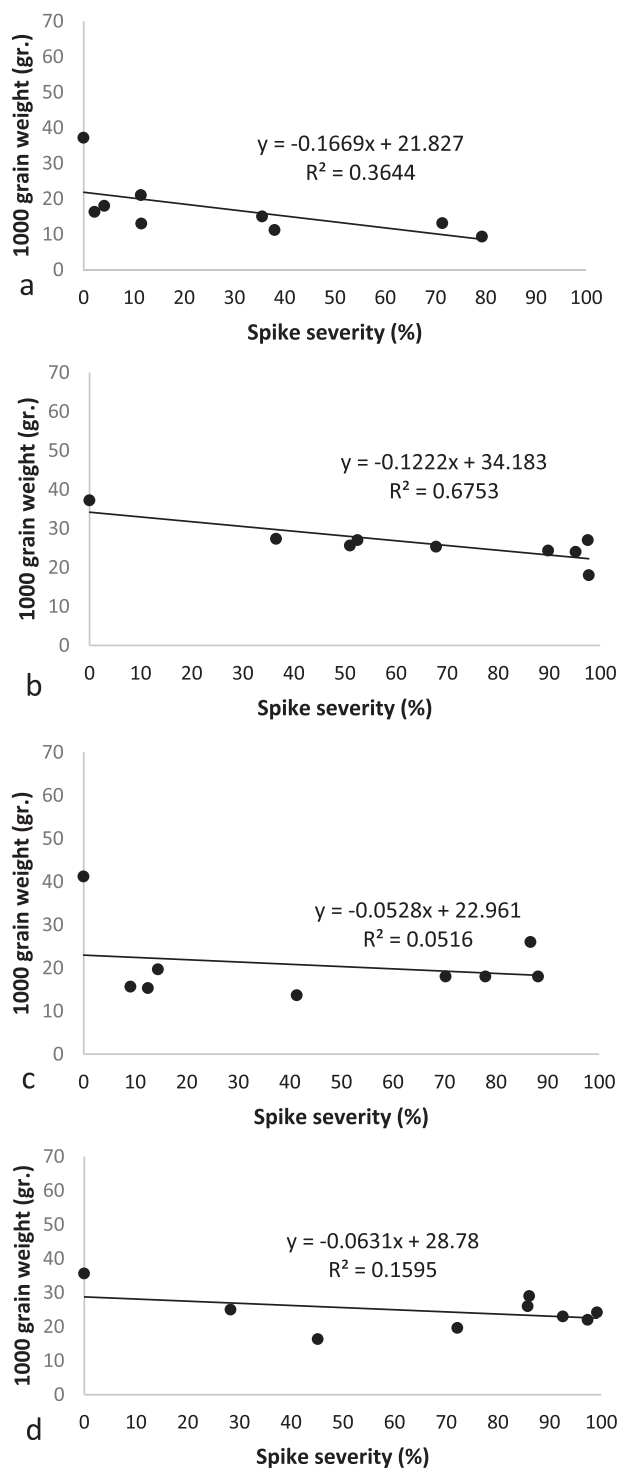 70
60
50
40
30
20
10
0
1000 grain weight (gr.)
y = -0.1669x + 21.827
R² = 0.3644
a
0 10 20 30 40 50 60 70 80 90 100
Spike severity (%)
70
60
50
40
30
20
10
0
1000 grain weight (gr.)
y = -0.1222x + 34.183
R² = 0.6753
b
0 10 20 30 40 50 60 70 80 90 100
Spike severity (%)
70
60
50
40
30
20
10
0
1000 grain weight (gr.)
y = -0.0528x + 22.961
R² = 0.0516
c
0 10 20 30 40 50 60 70 80 90 100
Spike severity (%)
70
60
50
40
30
20
10
0
1000 grain weight (gr.)
y = -0.0631x + 28.78
R² = 0.1595
d
0 10 20 30 40 50 60 70 80 90 100
Spike severity (%)